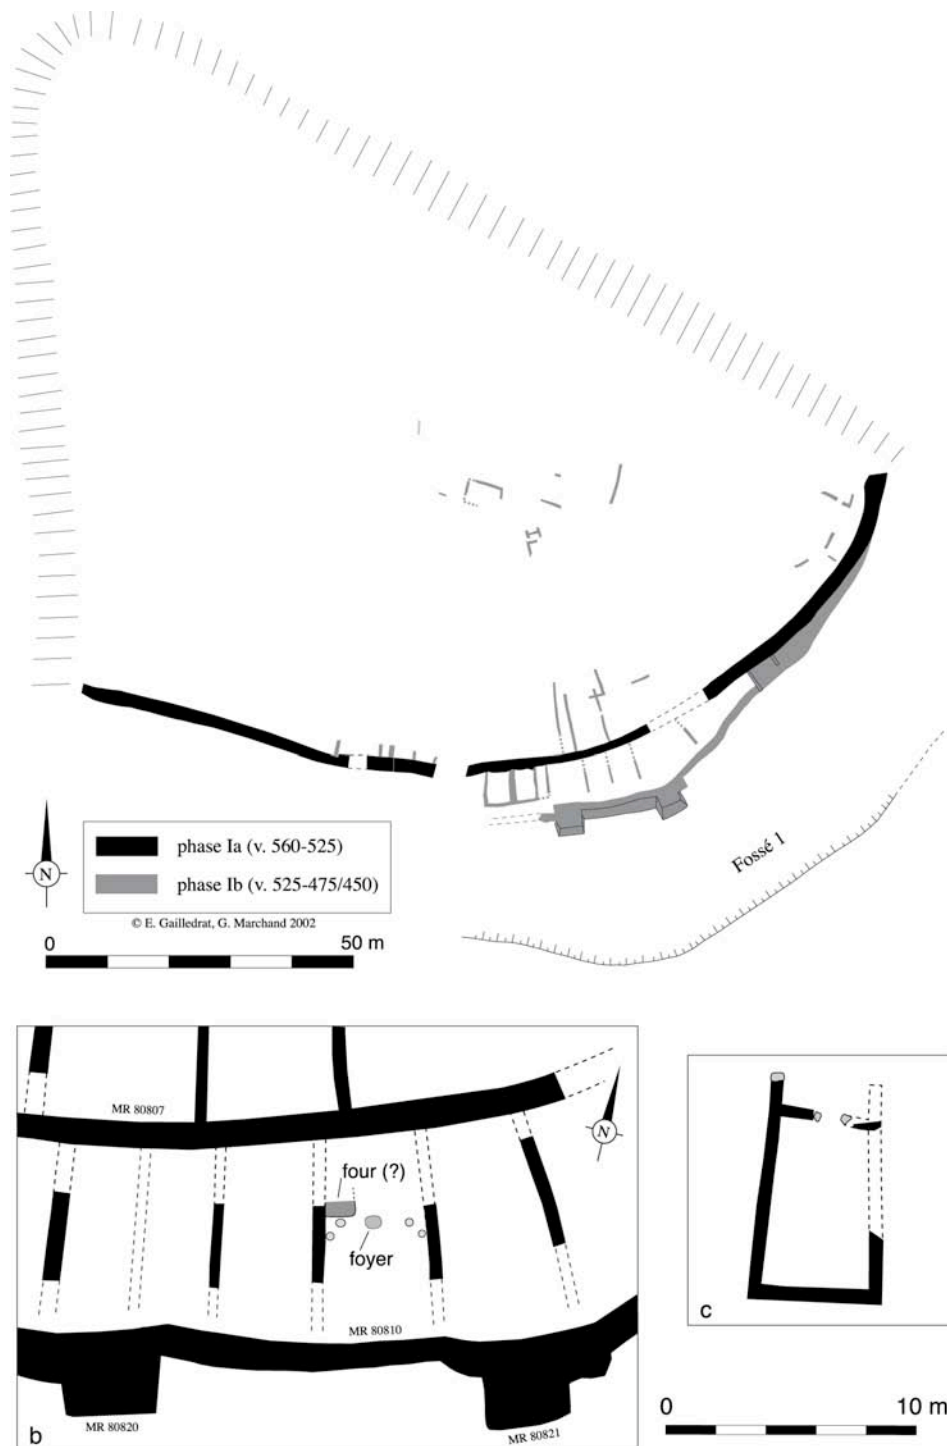 Fossé 1
N
phase Ia (v. 560-525)
phase Ib (v. 525-475/450)
© E. Gailledrat, G. Marchand 2002
0 50 m
MR 80807
N
four (?)
foyer
MR 80810
MR 80820
MR 80821
b
c
0 10 m